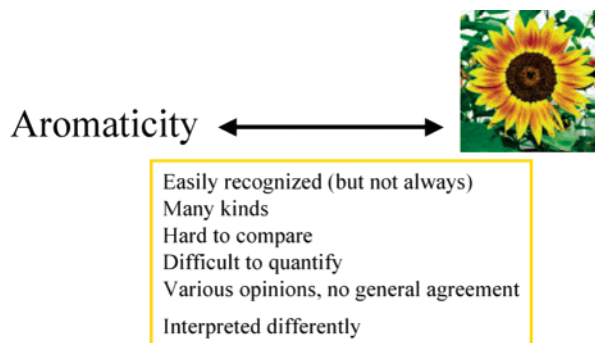 Aromaticity
Easily recognized (but not always)
Many kinds
Hard to compare
Difficult to quantify
Various opinions, no general agreement
Interpreted differently